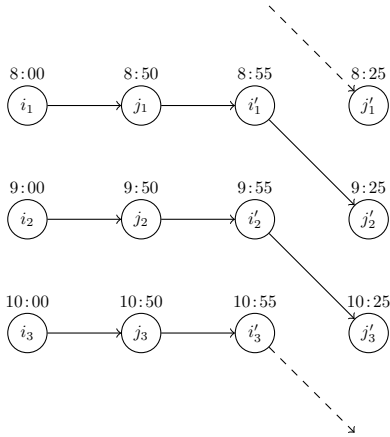 8:00 8:50 8:55 8:25
i₁ j₁ i′₁ j′₁
9:00 9:50 9:55 9:25
i₂ j₂ i′₂ j′₂
10:00 10:50 10:55 10:25
i₃ j₃ i′₃ j′₃